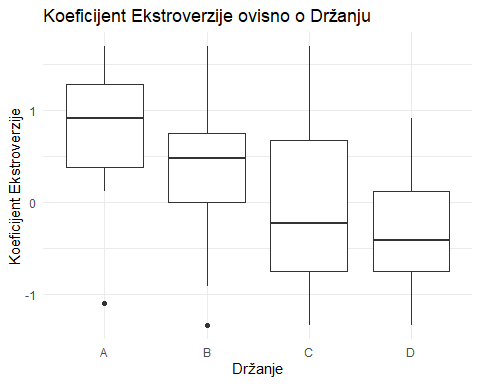 Koeficijent Ekstroverzije ovisno o Držanju
Koeficijent Ekstroverzije
1
0
-1
A B C D
Držanje